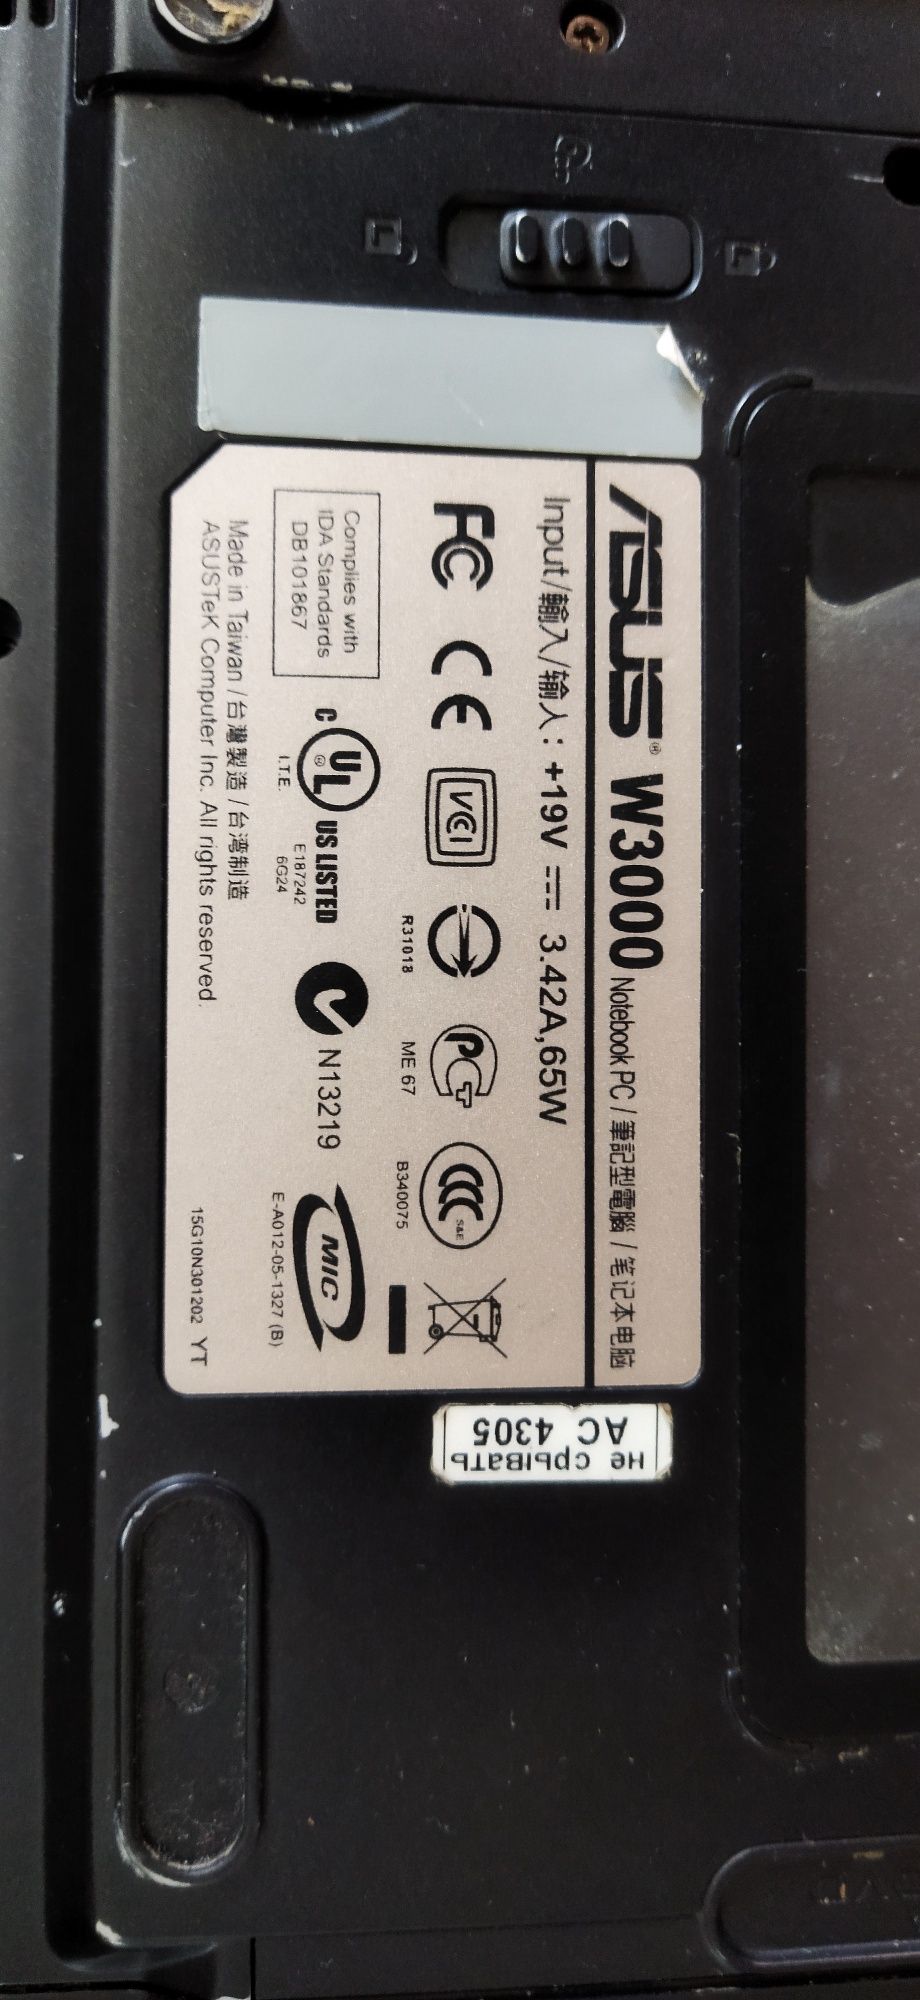 ASUS® W3000 Notebook PC / 筆記型電腦 / 笔记本电脑
Input/輸入/输入: +19V ⎓ 3.42A,65W
FC CE VCI PCT CCC S&E
R31018 ME 67 B340075
Complies with
IDA Standards
DB101867
C UL ® US LISTED
I.T.E. E187242
6G24
N13219
MIC
E-A012-05-1327 (B)
Made in Taiwan /台灣製造 /台湾制造
ASUSTeK Computer Inc. All rights reserved.
15G10N301202 YT
не срывать
АС 4305